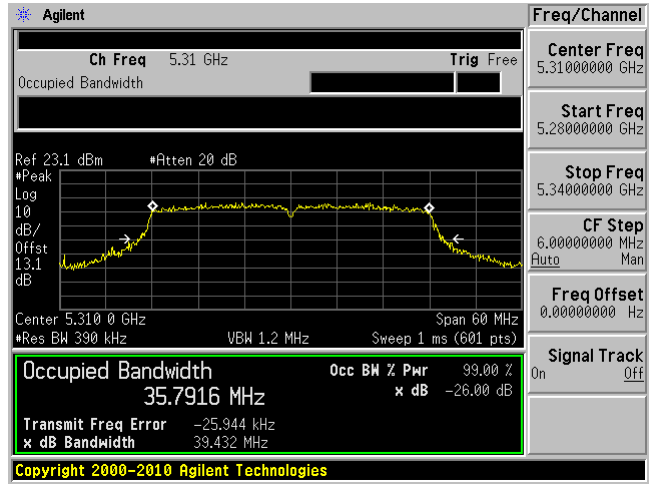 Agilent
Freq/Channel
Ch Freq 5.31 GHz Trig Free
Occupied Bandwidth
Center Freq
5.31000000 GHz
Start Freq
5.28000000 GHz
Stop Freq
5.34000000 GHz
CF Step
6.00000000 MHz
Auto Man
Freq Offset
0.00000000 Hz
Signal Track
On Off
Ref 23.1 dBm #Atten 20 dB
#Peak
Log
10
dB/
Offst
13.1
dB
Center 5.310 0 GHz Span 60 MHz
#Res BW 390 kHz VBW 1.2 MHz Sweep 1 ms (601 pts)
Occupied Bandwidth Occ BW % Pwr 99.00 %
35.7916 MHz x dB -26.00 dB
Transmit Freq Error -25.944 kHz
x dB Bandwidth 39.432 MHz
Copyright 2000-2010 Agilent Technologies